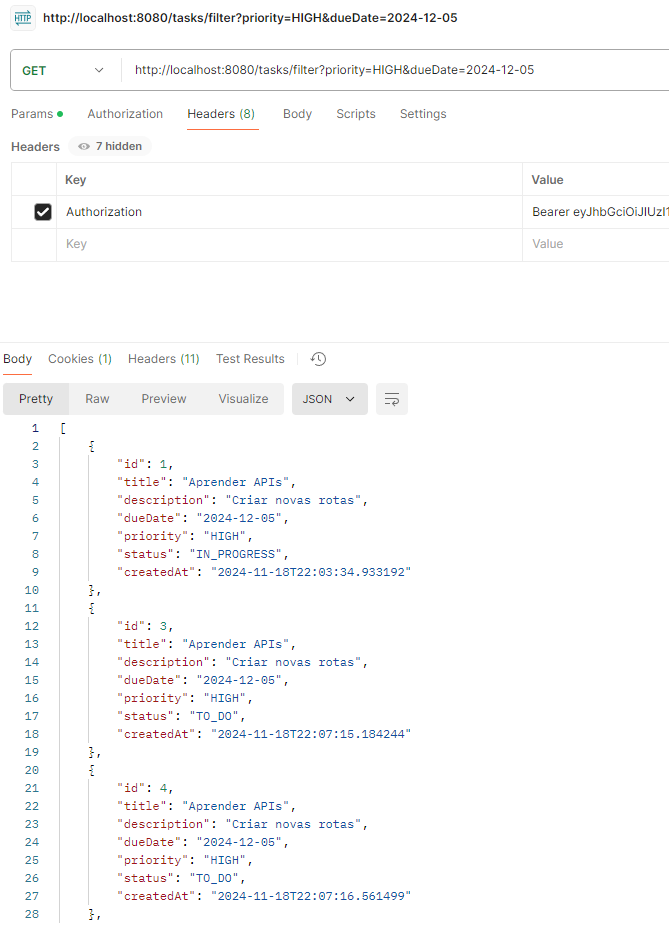 HTTP http://localhost:8080/tasks/filter?priority=HIGH&dueDate=2024-12-05
GET http://localhost:8080/tasks/filter?priority=HIGH&dueDate=2024-12-05
Params Authorization Headers (8) Body Scripts Settings
Headers 7 hidden
Key Value
Authorization Bearer eyJhbGciOiJIUzI1
Key Value
Body Cookies (1) Headers (11) Test Results
Pretty Raw Preview Visualize JSON
1 [
2 {
3 "id": 1,
4 "title": "Aprender APIs",
5 "description": "Criar novas rotas",
6 "dueDate": "2024-12-05",
7 "priority": "HIGH",
8 "status": "IN_PROGRESS",
9 "createdAt": "2024-11-18T22:03:34.933192"
10 },
11 {
12 "id": 3,
13 "title": "Aprender APIs",
14 "description": "Criar novas rotas",
15 "dueDate": "2024-12-05",
16 "priority": "HIGH",
17 "status": "TO_DO",
18 "createdAt": "2024-11-18T22:07:15.184244"
19 },
20 {
21 "id": 4,
22 "title": "Aprender APIs",
23 "description": "Criar novas rotas",
24 "dueDate": "2024-12-05",
25 "priority": "HIGH",
26 "status": "TO_DO",
27 "createdAt": "2024-11-18T22:07:16.561499"
28 },